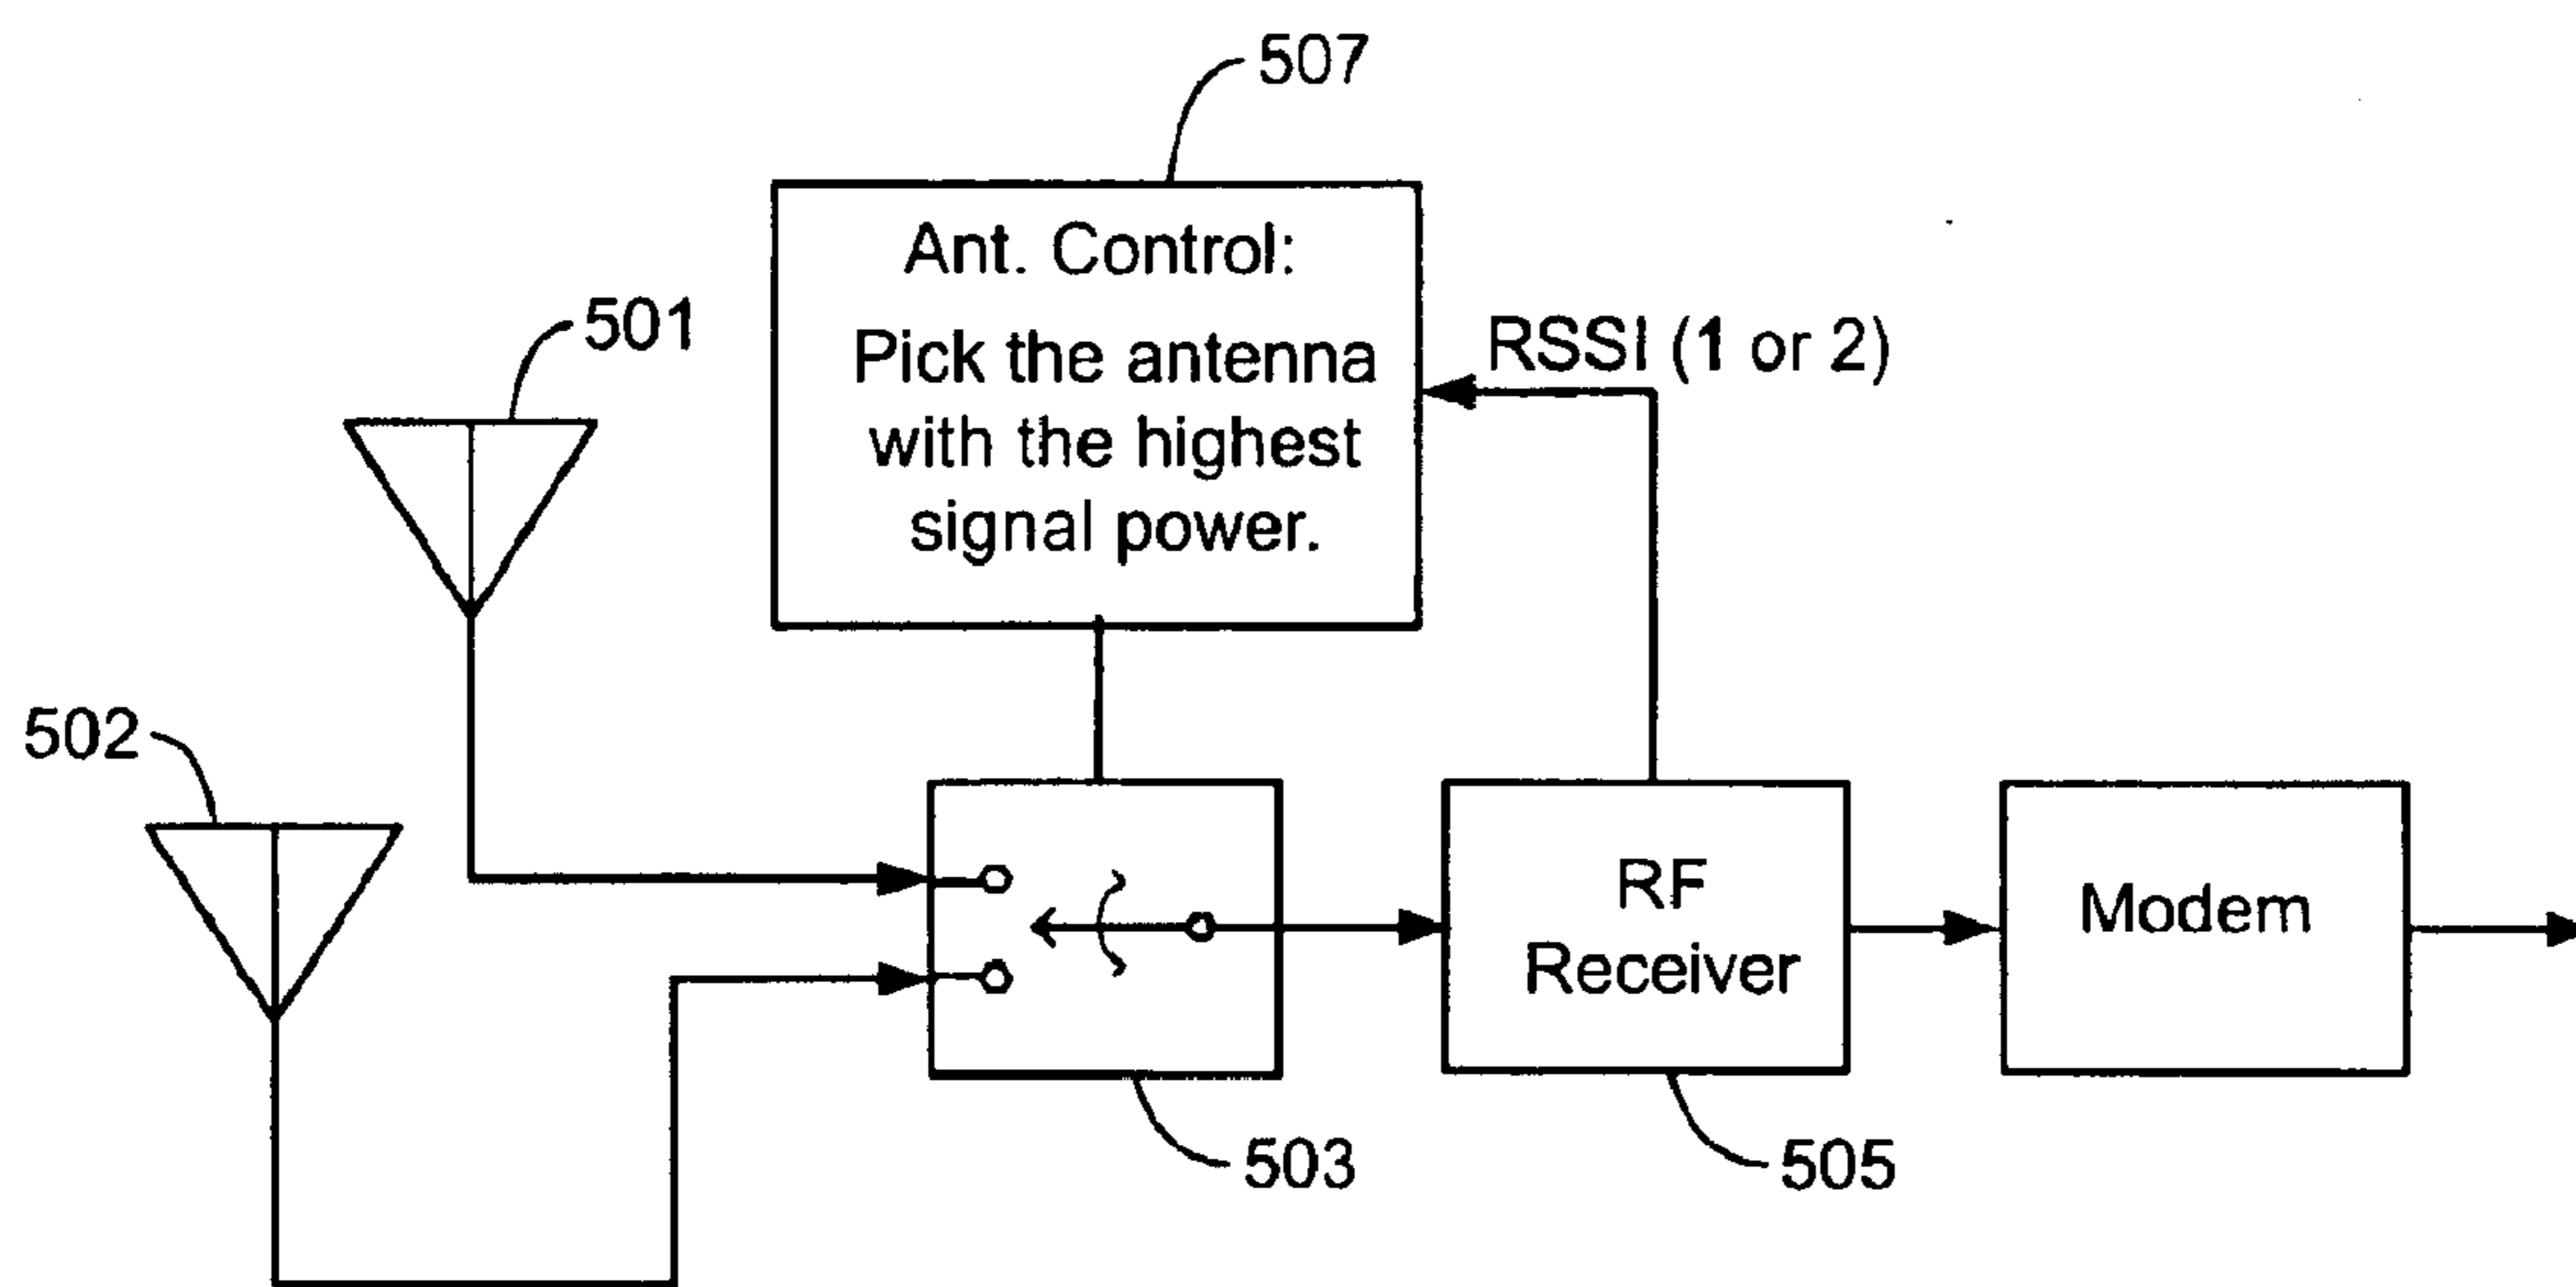 507
Ant. Control:
Pick the antenna
with the highest
signal power.
RSSI (1 or 2)
501
502
RF
Receiver
Modem
503
505